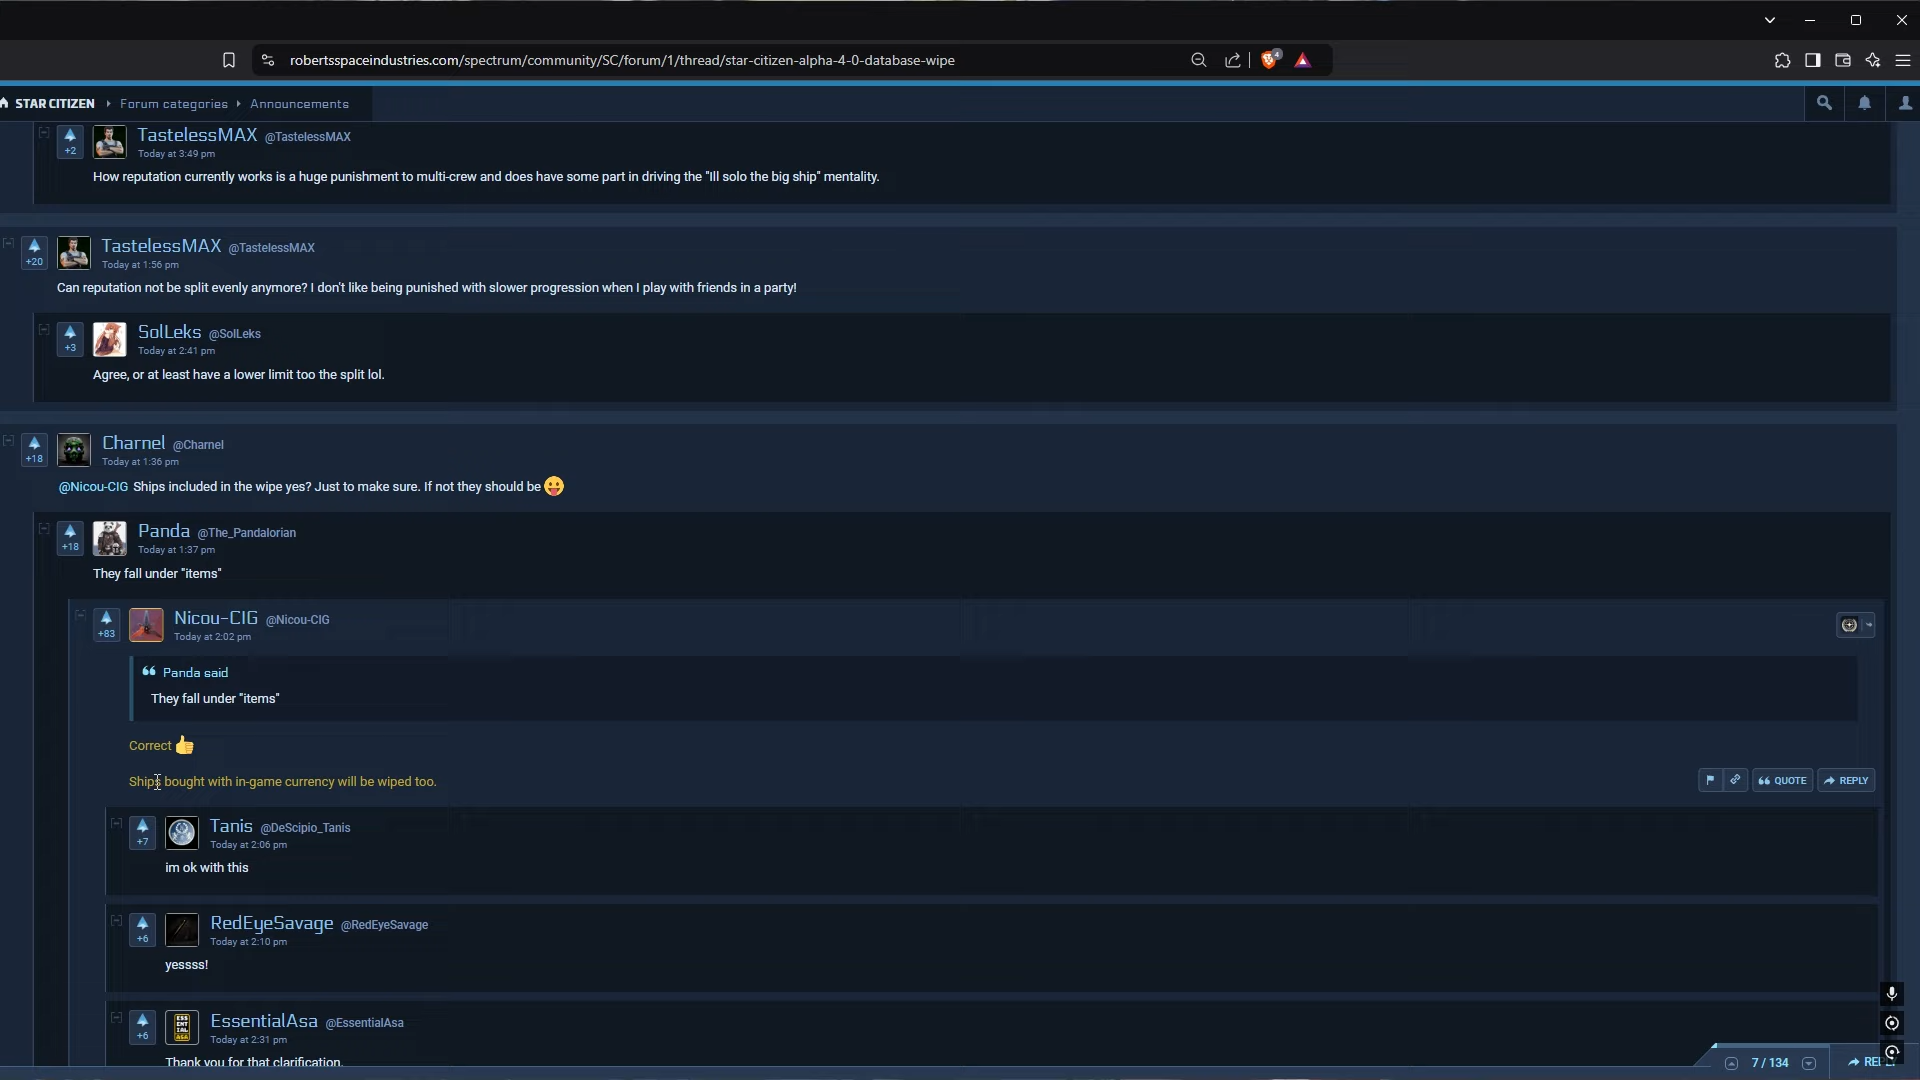 4
robertsspaceindustries.com/spectrum/community/SC/forum/1/thread/star-citizen-alpha-4-0-database-wipe
STAR CITIZEN Forum categories Announcements
TastelessMAX @TastelessMAX
+2
Today at 3:49 pm
How reputation currently works is a huge punishment to multi-crew and does have some part in driving the "Ill solo the big ship" mentality.
TastelessMAX @TastelessMAX
+20
Today at 1:56 pm
Can reputation not be split evenly anymore? I don't like being punished with slower progression when I play with friends in a party!
SolLeks @SolLeks
+3
Today at 2:41 pm
Agree, or at least have a lower limit too the split lol.
Charnel @Charnel
+18
Today at 1:36 pm
@Nicou-CIG Ships included in the wipe yes? Just to make sure. If not they should be
Panda @The_Pandalorian
+18
Today at 1:37 pm
They fall under "items"
Nicou-CIG @Nicou-CIG
+83
Today at 2:02 pm
Panda said
They fall under "items"
Correct
Ships bought with in-game currency will be wiped too.
QUOTE REPLY
Tanis @DeScipio_Tanis
+7
Today at 2:06 pm
im ok with this
RedEyeSavage @RedEyeSavage
+6
Today at 2:10 pm
yessss!
EssentialAsa @EssentialAsa
+6
Today at 2:31 pm
Thank you for that clarification.
7 / 134